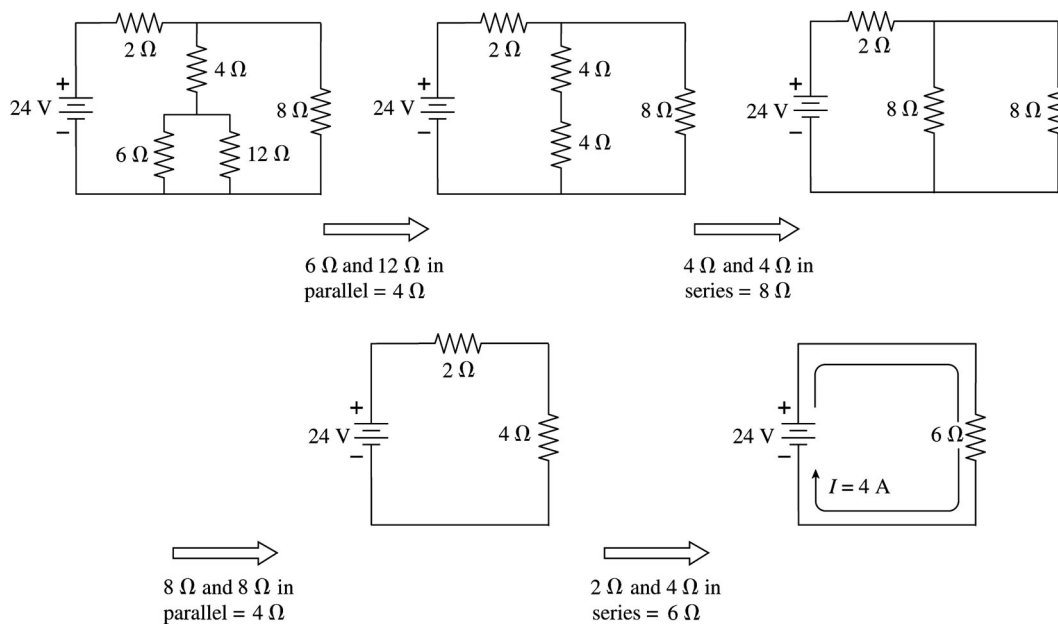 2 Ω
4 Ω
+
24 V
−
8 Ω
6 Ω
12 Ω
2 Ω
4 Ω
+
24 V
−
8 Ω
4 Ω
2 Ω
+
24 V
−
8 Ω
8 Ω
6 Ω and 12 Ω in
parallel = 4 Ω
4 Ω and 4 Ω in
series = 8 Ω
2 Ω
+
24 V
−
4 Ω
+
24 V
−
6 Ω
I = 4 A
8 Ω and 8 Ω in
parallel = 4 Ω
2 Ω and 4 Ω in
series = 6 Ω